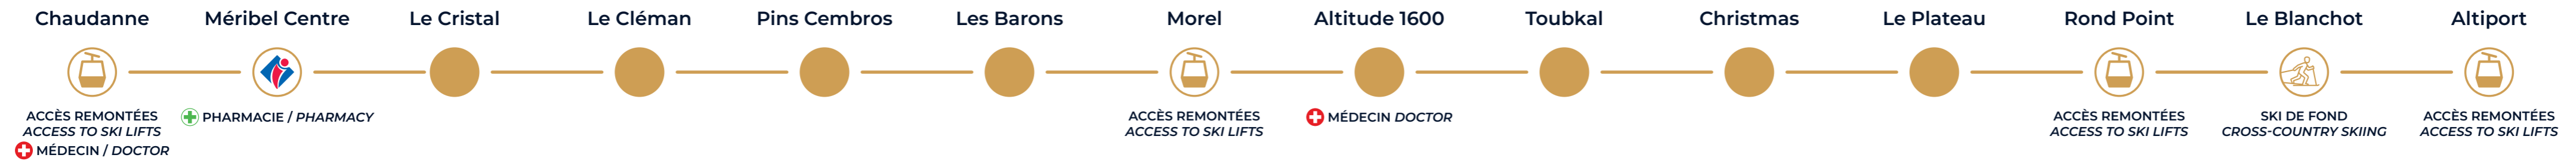 Chaudanne
Méribel Centre
Le Cristal
Le Cléman
Pins Cembros
Les Barons
Morel
Altitude 1600
Toubkal
Christmas
Le Plateau
Rond Point
Le Blanchot
Altiport
ACCÈS REMONTÉES
ACCESS TO SKI LIFTS
MÉDECIN / DOCTOR
PHARMACIE / PHARMACY
ACCÈS REMONTÉES
ACCESS TO SKI LIFTS
MÉDECIN DOCTOR
ACCÈS REMONTÉES
ACCESS TO SKI LIFTS
SKI DE FOND
CROSS-COUNTRY SKIING
ACCÈS REMONTÉES
ACCESS TO SKI LIFTS